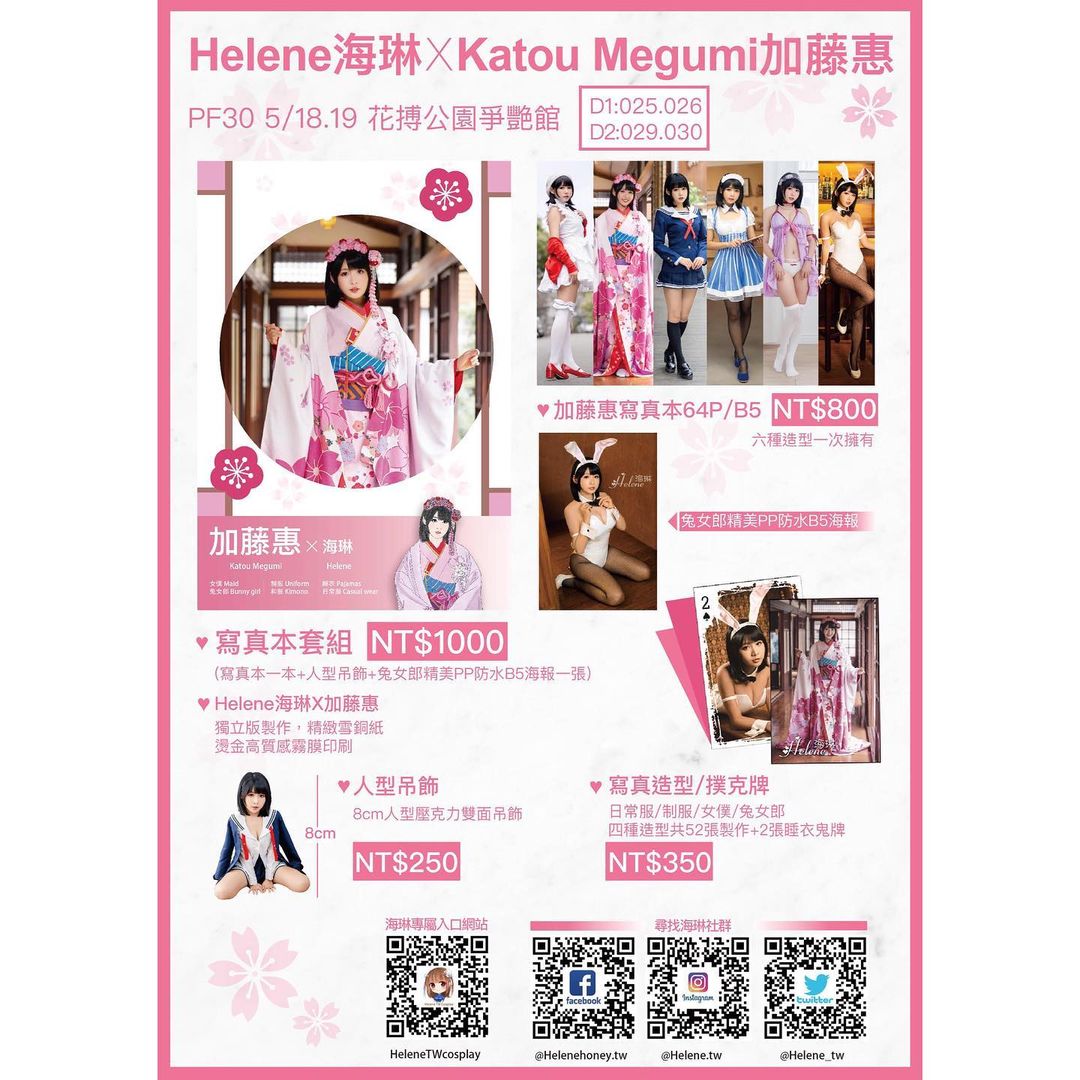 Helene海琳╳Katou Megumi加藤惠
PF30 5/18.19 花搏公園爭艷館
D1:025.026
D2:029.030
加藤惠 × 海琳
Katou Megumi Helene
女僕 Maid 制服 Uniform 睡衣 Pajamas
兔女郎 Bunny girl 和服 Kimono 日常服 Casual wear
♥加藤惠寫真本64P/B5 NT$800
六種造型一次擁有
Helene 海琳
兔女郎精美PP防水B5海報
♥ 寫真本套組 NT$1000
(寫真本一本+人型吊飾+兔女郎精美PP防水B5海報一張)
♥ Helene海琳X加藤惠
獨立版製作，精緻雪銅紙
燙金高質感霧膜印刷
2
Helene 海琳
8cm
♥人型吊飾
8cm人型壓克力雙面吊飾
NT$250
♥ 寫真造型/撲克牌
日常服/制服/女僕/兔女郎
四種造型共52張製作+2張睡衣鬼牌
NT$350
海琳專屬入口網站
尋找海琳社群
facebook
Instagram
twitter
HeleneTWcosplay
@Helenehoney.tw
@Helene.tw
@Helene_tw